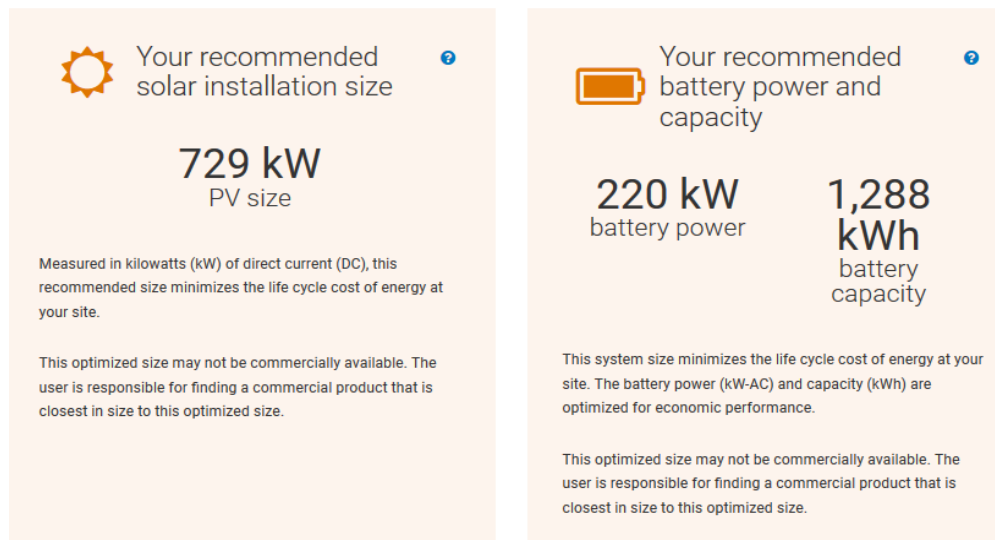 Your recommended
solar installation size
?
729 kW
PV size
Measured in kilowatts (kW) of direct current (DC), this
recommended size minimizes the life cycle cost of energy at
your site.
This optimized size may not be commercially available. The
user is responsible for finding a commercial product that is
closest in size to this optimized size.
Your recommended
battery power and
capacity
?
220 kW
battery power
1,288
kWh
battery
capacity
This system size minimizes the life cycle cost of energy at your
site. The battery power (kW-AC) and capacity (kWh) are
optimized for economic performance.
This optimized size may not be commercially available. The
user is responsible for finding a commercial product that is
closest in size to this optimized size.